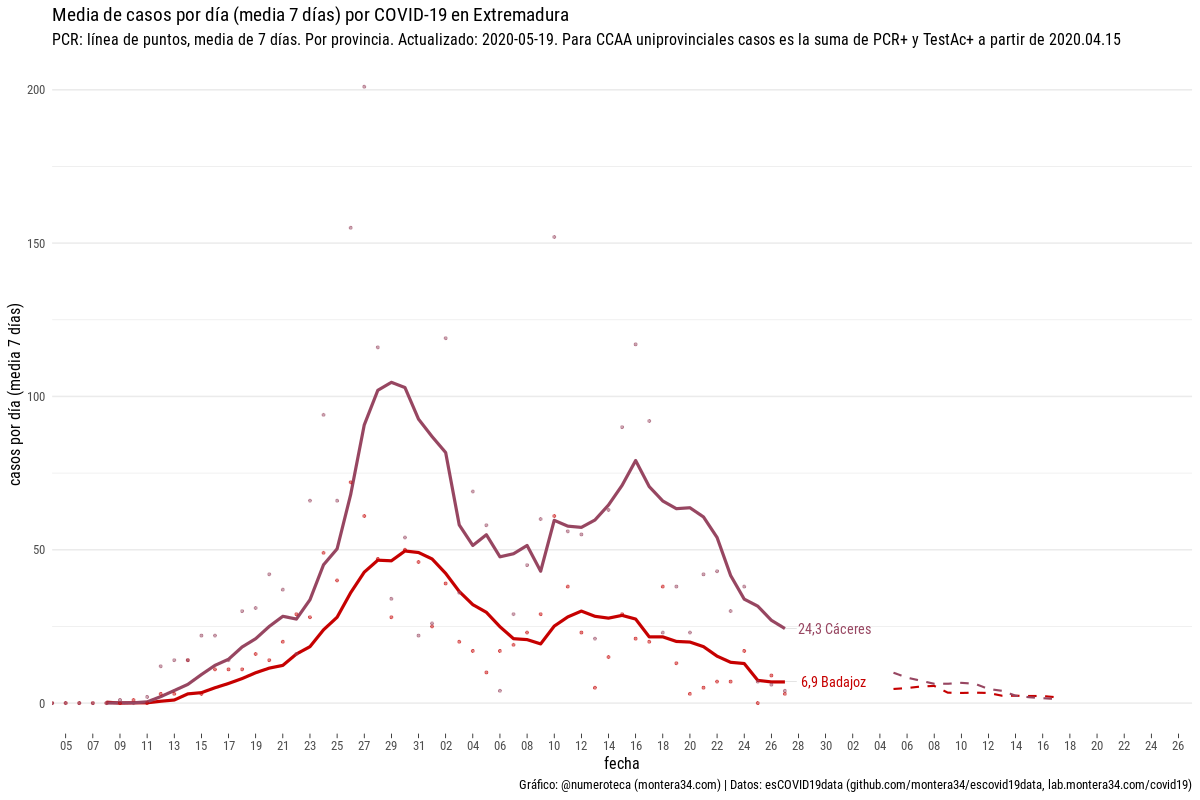 Media de casos por día (media 7 días) por COVID-19 en Extremadura
PCR: línea de puntos, media de 7 días. Por provincia. Actualizado: 2020-05-19. Para CCAA uniprovinciales casos es la suma de PCR+ y TestAc+ a partir de 2020.04.15
casos por día (media 7 días)
200
150
100
50
0
24,3 Cáceres
6,9 Badajoz
05 07 09 11 13 15 17 19 21 23 25 27 29 31 02 04 06 08 10 12 14 16 18 20 22 24 26 28 30 02 04 06 08 10 12 14 16 18 20 22 24 26
fecha
Gráfico: @numeroteca (montera34.com) | Datos: esCOVID19data (github.com/montera34/escovid19data, lab.montera34.com/covid19)